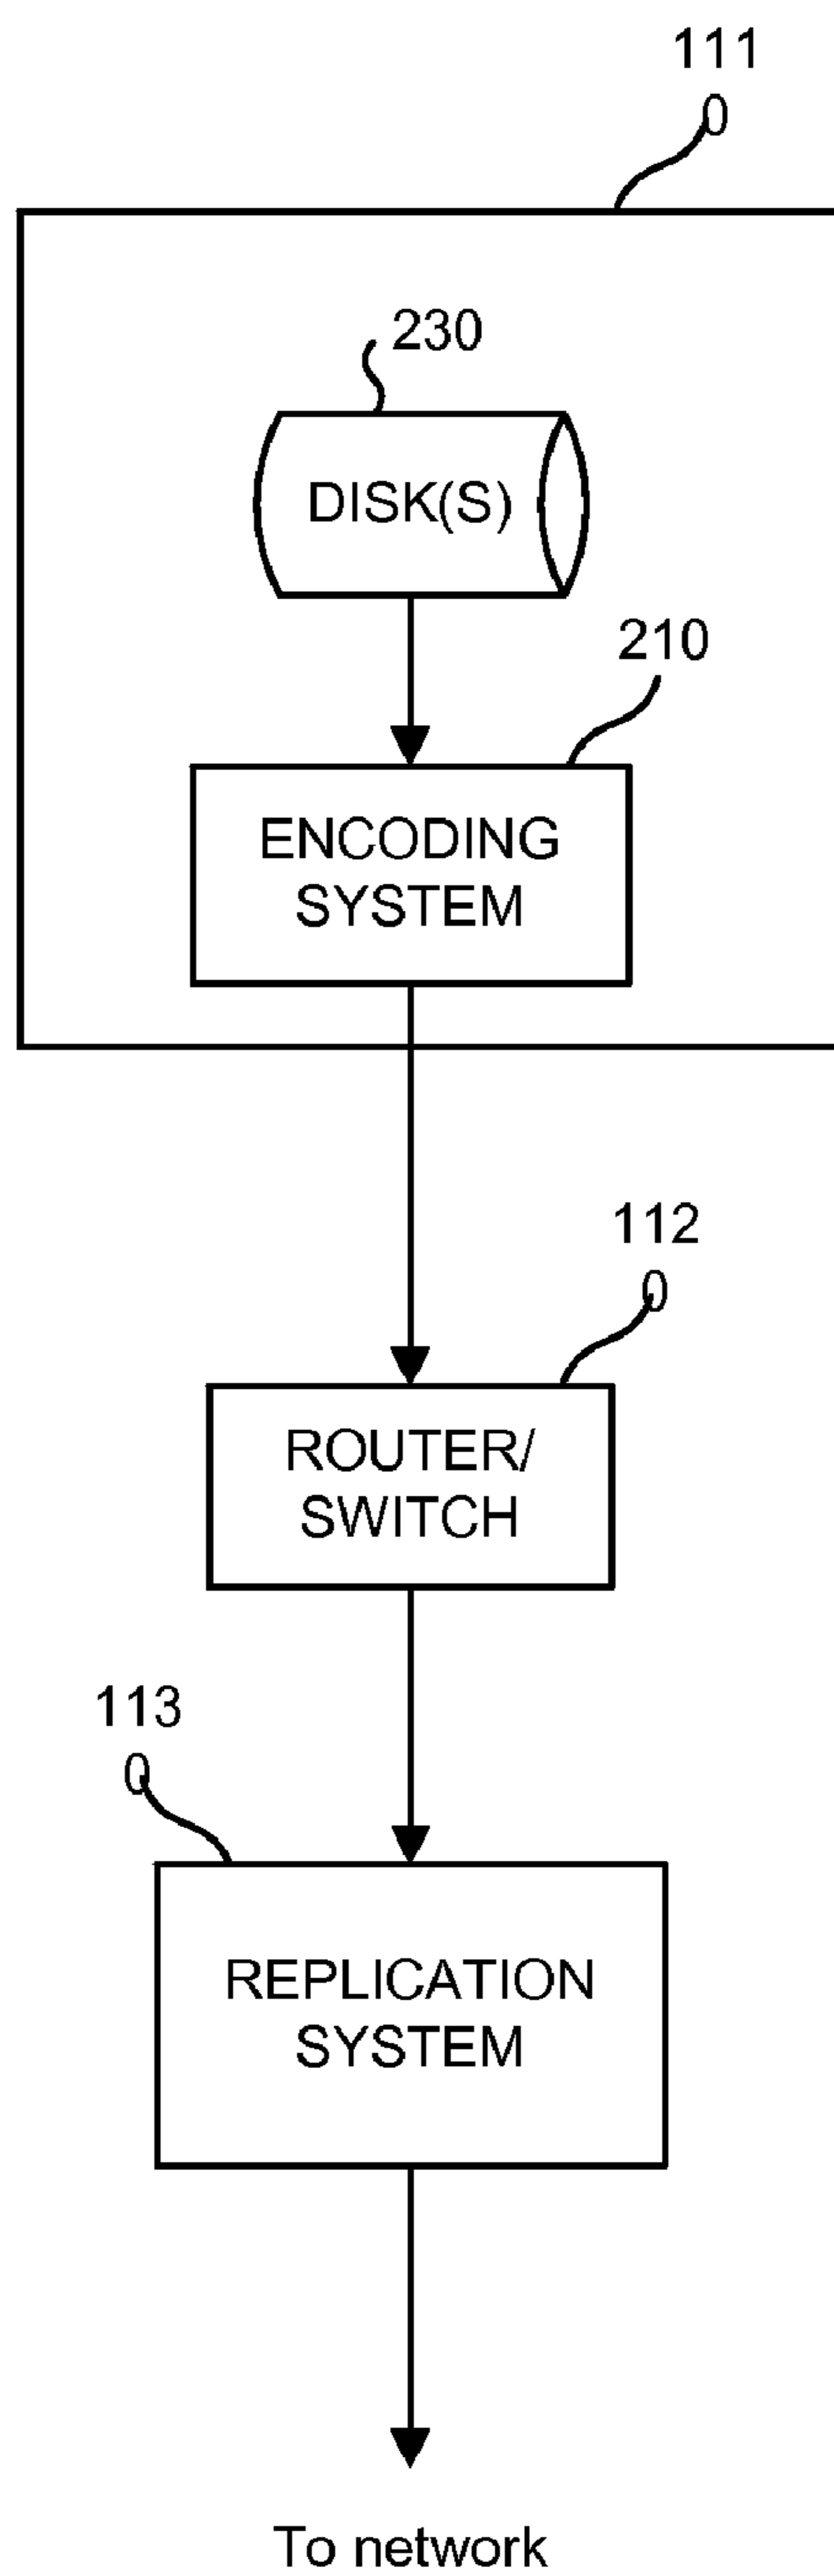 111
0
230
DISK(S)
210
ENCODING
SYSTEM
112
0
ROUTER/
SWITCH
113
0
REPLICATION
SYSTEM
To network